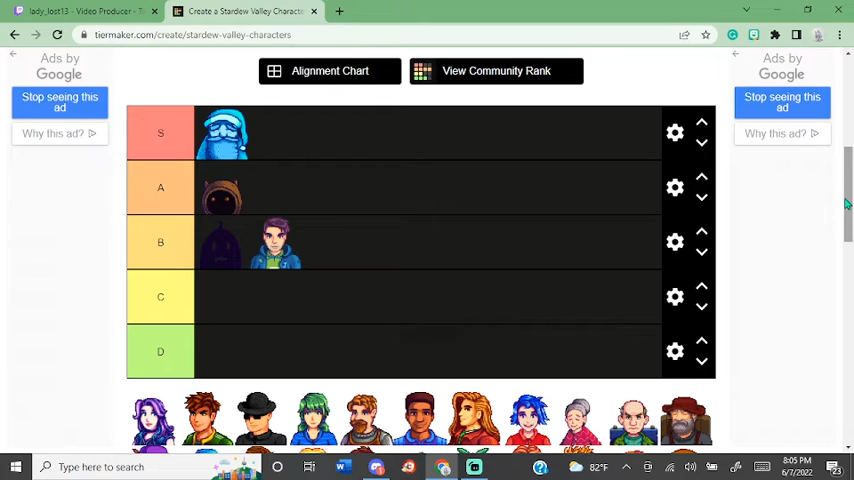 lady_lost13 - Video Producer - T
Create a Stardew Valley Characte
tiermaker.com/create/stardew-valley-characters
Ads by
Google
Stop seeing this
ad
Why this ad?
Alignment Chart
View Community Rank
Ads by
Google
Stop seeing this
ad
Why this ad?
S
A
B
C
D
Type here to search
82°F
8:05 PM
6/7/2022
23